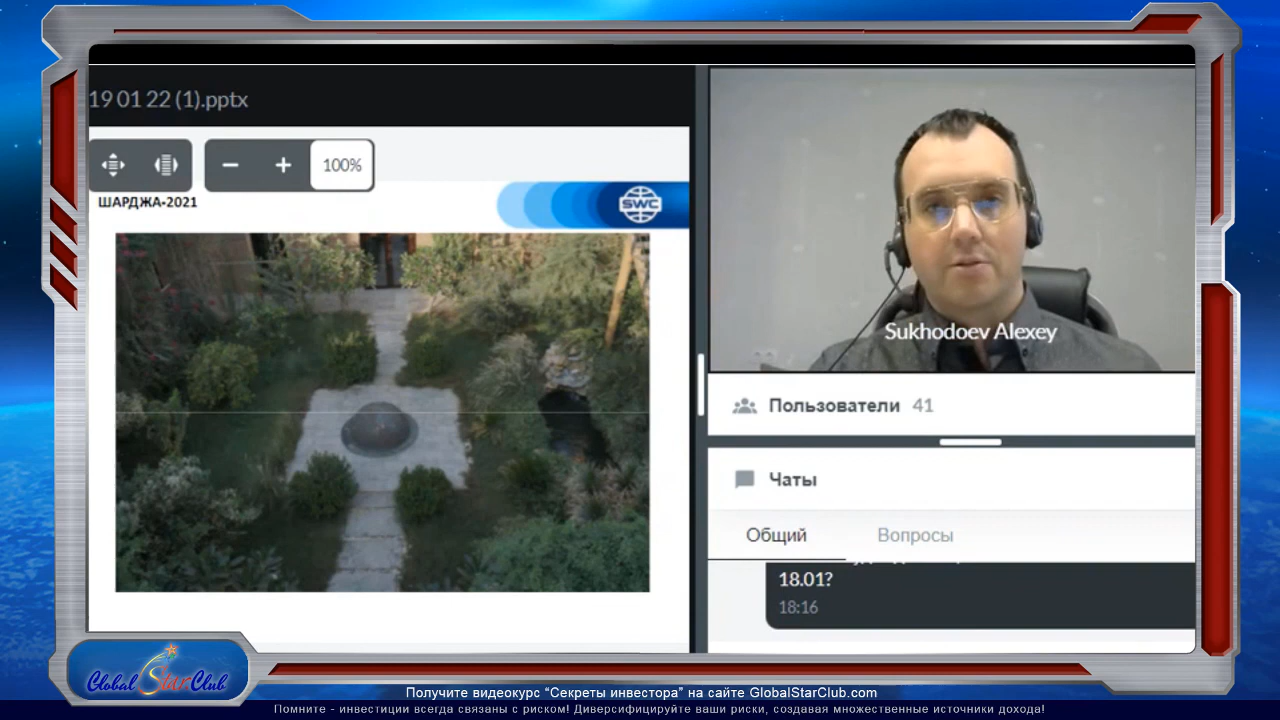 19 01 22 (1).pptx
100%
ШАРДЖА-2021
SWC
Sukhodoev Alexey
Пользователи 41
Чаты
Общий Вопросы
18.01?
18:16
Global Star Club
Получите видеокурс “Секреты инвестора” на сайте GlobalStarClub.com
Помните - инвестиции всегда связаны с риском! Диверсифицируйте ваши риски, создавая множественные источники дохода!